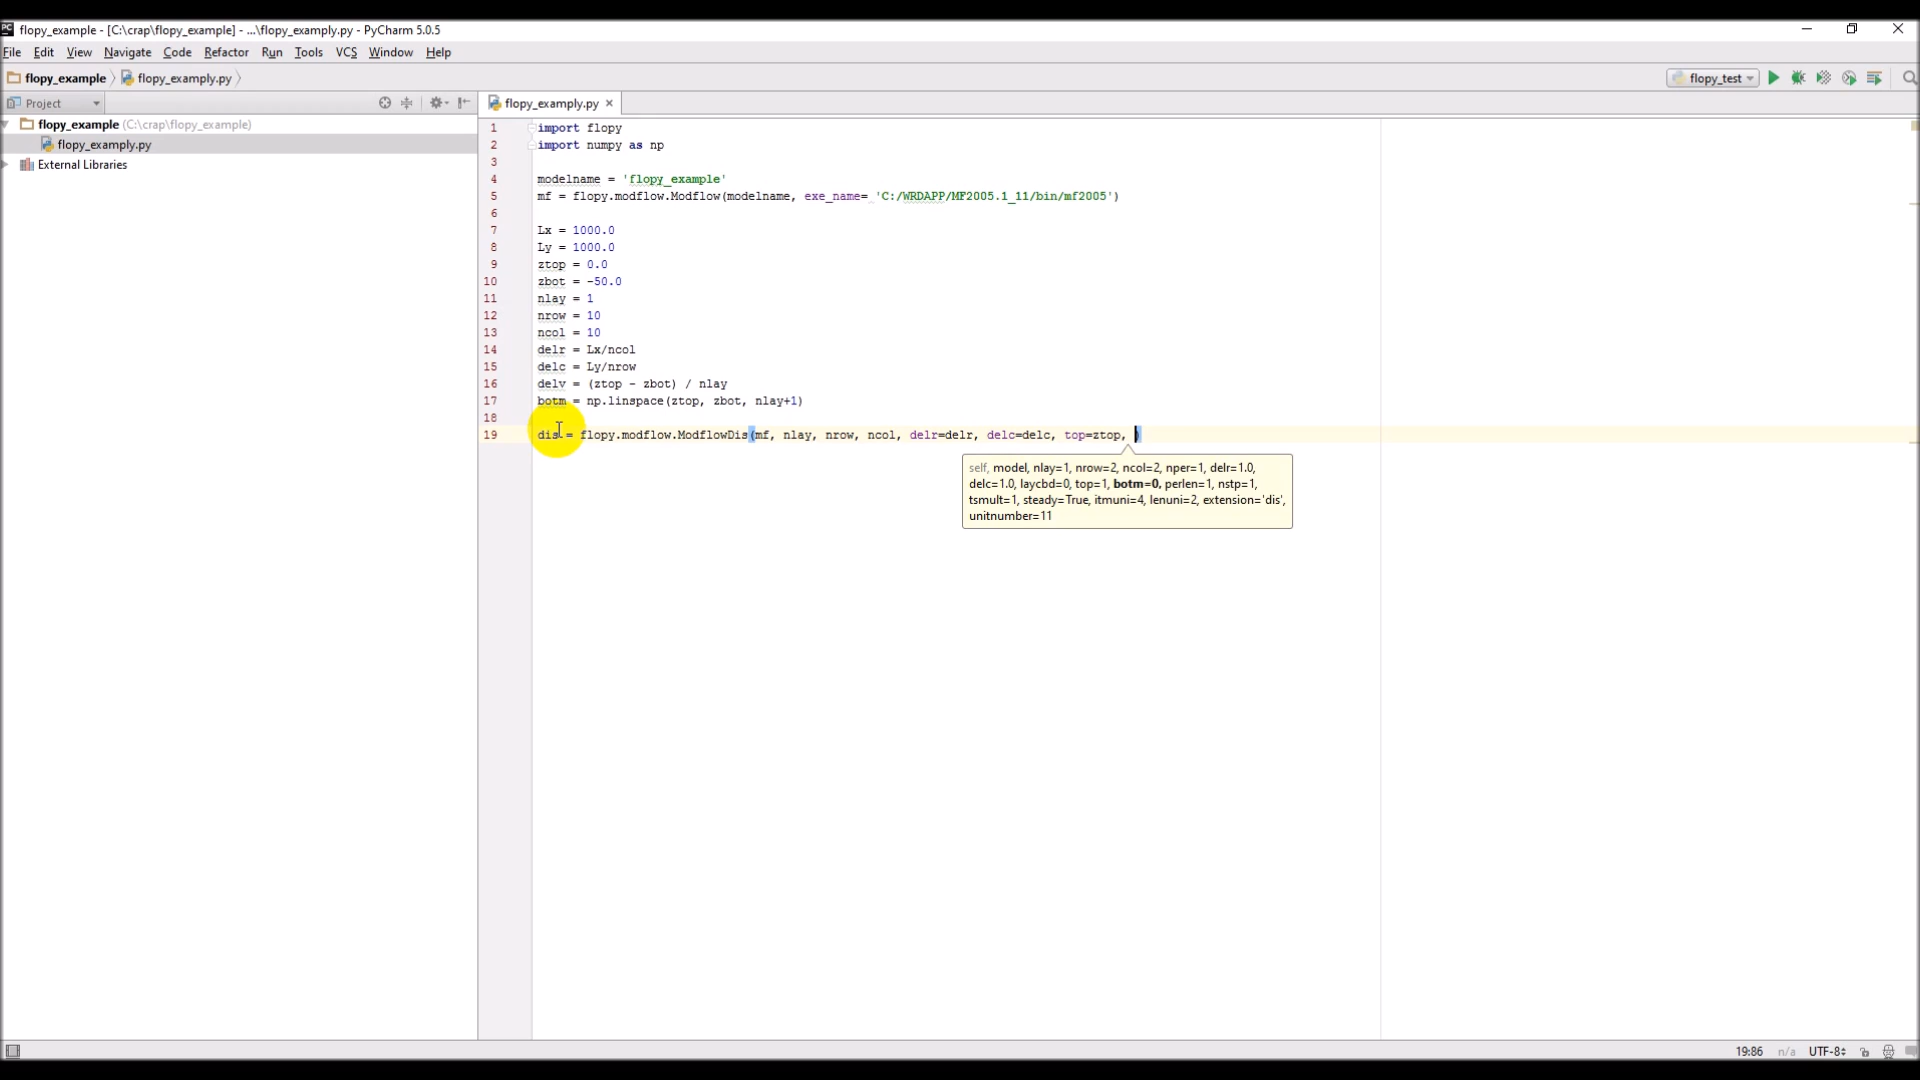 flopy_example - [C:\crap\flopy_example] - ...\flopy_examply.py - PyCharm 5.0.5
File Edit View Navigate Code Refactor Run Tools VCS Window Help
flopy_example flopy_examply.py flopy_test
Project flopy_examply.py
flopy_example (C:\crap\flopy_example)
flopy_examply.py
External Libraries
1 import flopy
2 import numpy as np
3
4 modelname = 'flopy_example'
5 mf = flopy.modflow.Modflow(modelname, exe_name= 'C:/WRDAPP/MF2005.1_11/bin/mf2005')
6
7 Lx = 1000.0
8 Ly = 1000.0
9 ztop = 0.0
10 zbot = -50.0
11 nlay = 1
12 nrow = 10
13 ncol = 10
14 delr = Lx/ncol
15 delc = Ly/nrow
16 delv = (ztop - zbot) / nlay
17 botm = np.linspace(ztop, zbot, nlay+1)
18
19 dis = flopy.modflow.ModflowDis(mf, nlay, nrow, ncol, delr=delr, delc=delc, top=ztop, )
self, model, nlay=1, nrow=2, ncol=2, nper=1, delr=1.0,
delc=1.0, laycbd=0, top=1, botm=0, perlen=1, nstp=1,
tsmult=1, steady=True, itmuni=4, lenuni=2, extension='dis',
unitnumber=11
19:86 n/a UTF-8